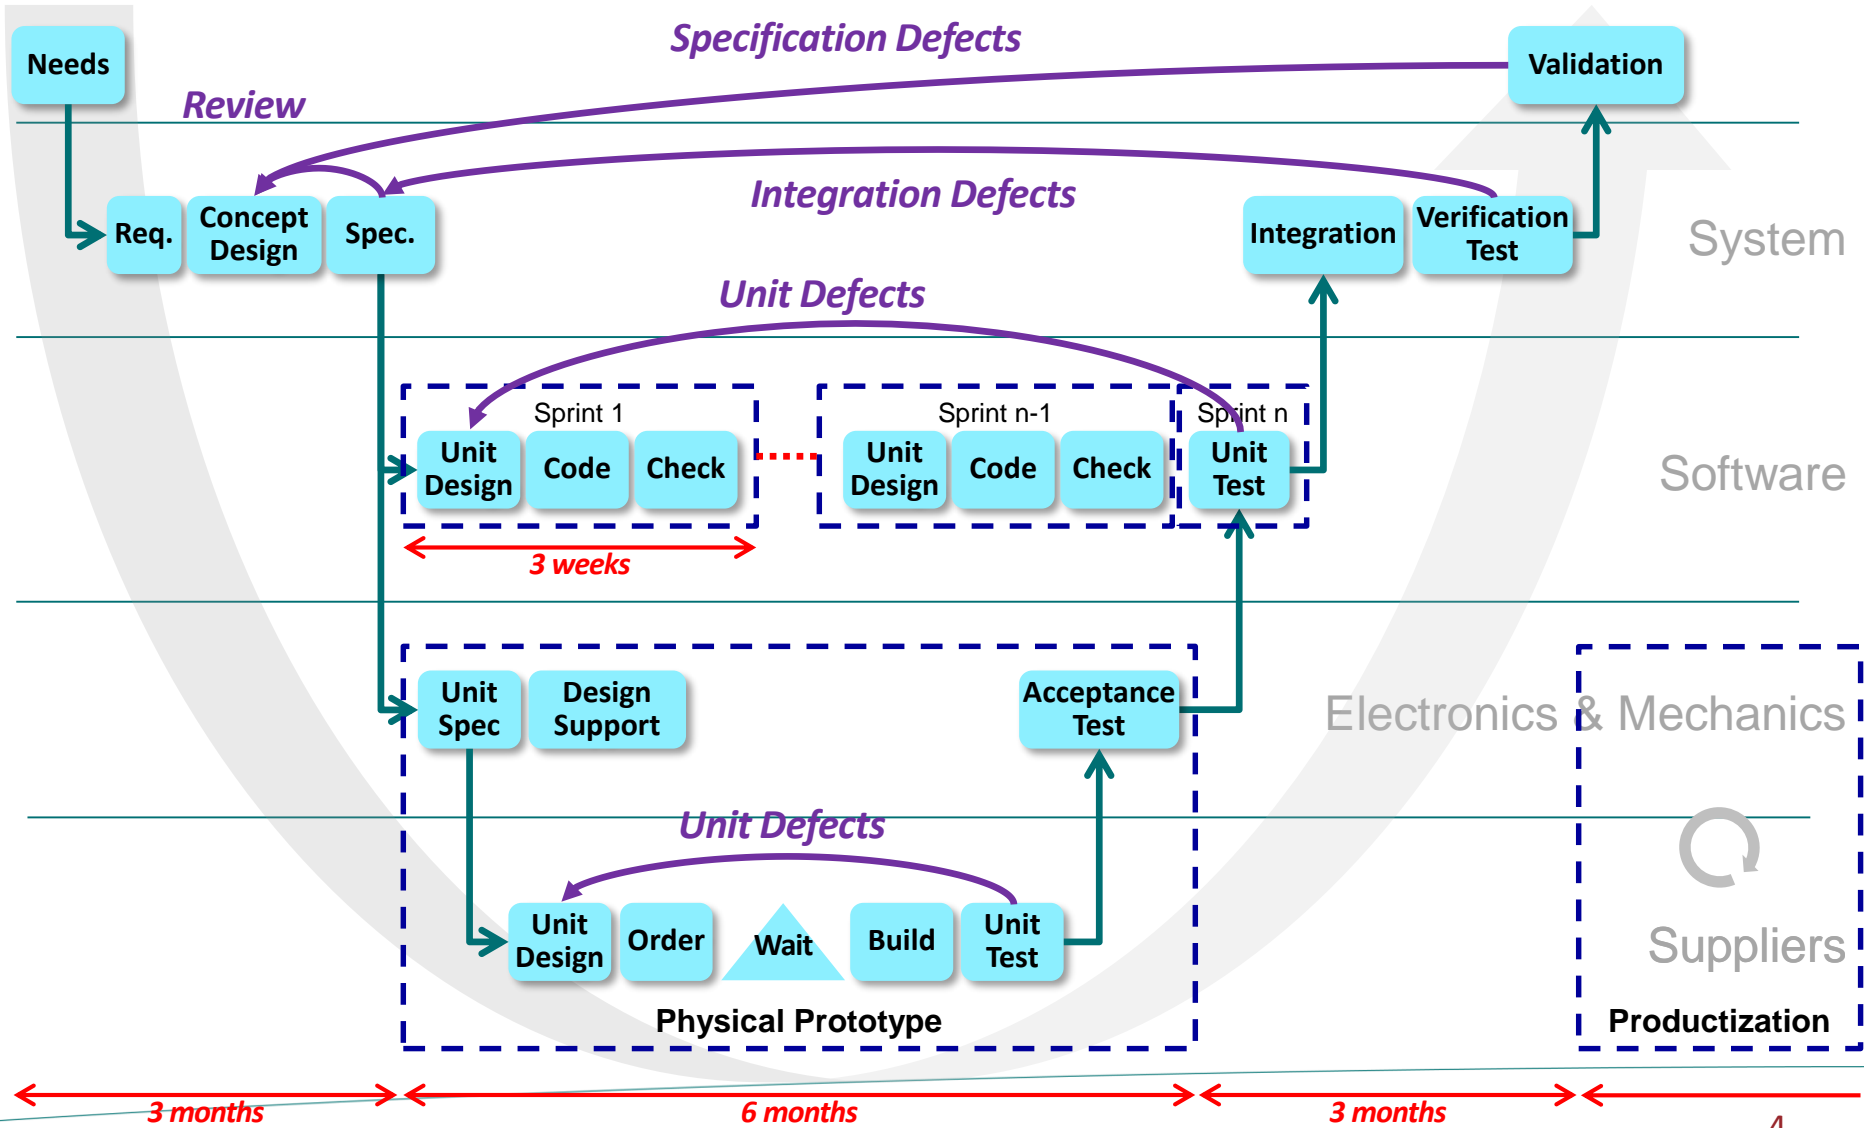 Needs
Specification Defects
Validation
Review
Req.
Concept
Design
Spec.
Integration Defects
Integration
Verification
Test
System
Unit Defects
Sprint 1
Sprint n-1
Sprint n
Unit
Design
Code
Check
Unit
Design
Code
Check
Unit
Test
Software
3 weeks
Unit
Spec
Design
Support
Acceptance
Test
Electronics & Mechanics
Unit Defects
Unit
Design
Order
Wait
Build
Unit
Test
Suppliers
Physical Prototype
Productization
3 months
6 months
3 months
4